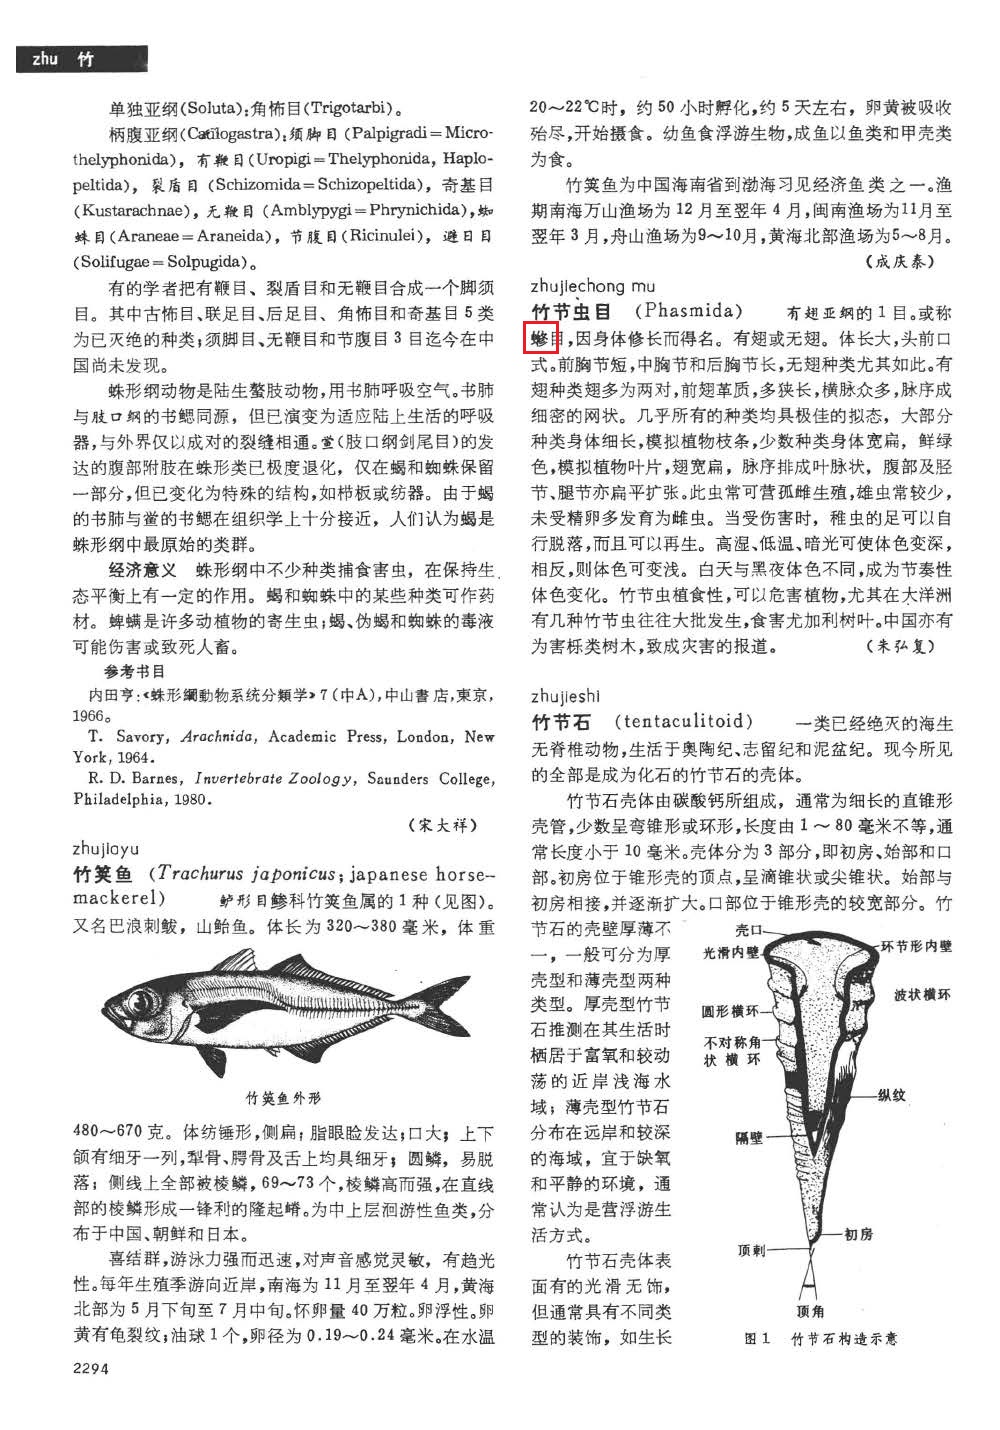 zhu 竹
单独亚纲(Soluta):角怖目(Trigotarbi)。
柄腹亚纲(Caulogastra):须脚目(Palpigradi=Micro-
thelyphonida)，有鞭目(Uropigi=Thelyphonida, Haplo-
peltida)，裂盾目 (Schizomida=Schizopeltida)，奇基目
(Kustarachnae)，无鞭目 (Amblypygi=Phrynichida)，蜘
蛛目(Araneae=Araneida)，节腹目(Ricinulei)，避日目
(Solifugae=Solpugida)。
有的学者把有鞭目、裂盾目和无鞭目合成一个脚须
目。其中古怖目、联足目、后足目、角怖目和奇基目5类
为已灭绝的种类；须脚目、无鞭目和节腹目3目迄今在中
国尚未发现。
蛛形纲动物是陆生螯肢动物，用书肺呼吸空气。书肺
与肢口纲的书鳃同源，但已演变为适应陆上生活的呼吸
器，与外界仅以成对的裂缝相通。鲎(肢口纲剑尾目)的发
达的腹部附肢在蛛形类已极度退化，仅在蝎和蜘蛛保留
一部分，但已变化为特殊的结构，如栉板或纺器。由于蝎
的书肺与鲎的书鳃在组织学上十分接近，人们认为蝎是
蛛形纲中最原始的类群。
经济意义 蛛形纲中不少种类捕食害虫，在保持生
态平衡上有一定的作用。蝎和蜘蛛中的某些种类可作药
材。蜱螨是许多动植物的寄生虫；蝎、伪蝎和蜘蛛的毒液
可能伤害或致死人畜。
参考书目
内田亨：《蛛形綱動物系统分類学》7(中A)，中山書店，東京，
1966。
T. Savory, Arachnida, Academic Press, London, New
York, 1964.
R. D. Barnes, Invertebrate Zoology, Saunders College,
Philadelphia, 1980.
(宋大祥)
zhujiayu
竹䇲鱼 (Trachurus japonicus; japanese horse-
mackerel) 鲈形目鲹科竹䇲鱼属的1种(见图)。
又名巴浪刺鲅，山鲐鱼。体长为320～380毫米，体重
竹䇲鱼外形
480～670克。体纺锤形，侧扁；脂眼睑发达；口大；上下
颌有细牙一列，犁骨、腭骨及舌上均具细牙；圆鳞，易脱
落；侧线上全部被棱鳞，69～73个，棱鳞高而强，在直线
部的棱鳞形成一锋利的隆起嵴。为中上层洄游性鱼类，分
布于中国、朝鲜和日本。
喜结群，游泳力强而迅速，对声音感觉灵敏，有趋光
性。每年生殖季游向近岸，南海为11月至翌年4月，黄海
北部为5月下旬至7月中旬。怀卵量40万粒。卵浮性。卵
黄有龟裂纹；油球1个，卵径为0.19～0.24毫米。在水温
2294
20～22℃时，约50小时孵化，约5天左右，卵黄被吸收
殆尽，开始摄食。幼鱼食浮游生物，成鱼以鱼类和甲壳类
为食。
竹䇲鱼为中国海南省到渤海习见经济鱼类之一。渔
期南海万山渔场为12月至翌年4月，闽南渔场为11月至
翌年3月，舟山渔场为9～10月，黄海北部渔场为5～8月。
(成庆泰)
zhujiechong mu
竹节虫目 (Phasmida) 有翅亚纲的1目。或称
䗛目，因身体修长而得名。有翅或无翅。体长大，头前口
式。前胸节短，中胸节和后胸节长，无翅种类尤其如此。有
翅种类翅多为两对，前翅革质，多狭长，横脉众多，脉序成
细密的网状。几乎所有的种类均具极佳的拟态，大部分
种类身体细长，模拟植物枝条，少数种类身体宽扁，鲜绿
色，模拟植物叶片，翅宽扁，脉序排成叶脉状，腹部及胫
节、腿节亦扁平扩张。此虫常可营孤雌生殖，雄虫常较少，
未受精卵多发育为雌虫。当受伤害时，稚虫的足可以自
行脱落，而且可以再生。高湿、低温、暗光可使体色变深，
相反，则体色可变浅。白天与黑夜体色不同，成为节奏性
体色变化。竹节虫植食性，可以危害植物，尤其在大洋洲
有几种竹节虫往往大批发生，食害尤加利树叶。中国亦有
为害栎类树木，致成灾害的报道。 (朱弘复)
zhujieshi
竹节石 (tentaculitoid) 一类已经绝灭的海生
无脊椎动物，生活于奥陶纪、志留纪和泥盆纪。现今所见
的全部是成为化石的竹节石的壳体。
竹节石壳体由碳酸钙所组成，通常为细长的直锥形
壳管，少数呈弯锥形或环形，长度由1～80毫米不等，通
常长度小于10毫米。壳体分为3部分，即初房、始部和口
部。初房位于锥形壳的顶点，呈滴锥状或尖锥状。始部与
初房相接，并逐渐扩大。口部位于锥形壳的较宽部分。竹
节石的壳壁厚薄不
一，一般可分为厚
壳型和薄壳型两种
类型。厚壳型竹节
石推测在其生活时
栖居于富氧和较动
荡的近岸浅海水
域；薄壳型竹节石
分布在远岸和较深
的海域，宜于缺氧
和平静的环境，通
常认为是营浮游生
活方式。
竹节石壳体表
面有的光滑无饰，
但通常具有不同类
型的装饰，如生长
壳口
光滑内壁
环节形内壁
波状横环
圆形横环
不对称角
状横环
纵纹
隔壁
初房
顶刺
顶角
图1 竹节石构造示意